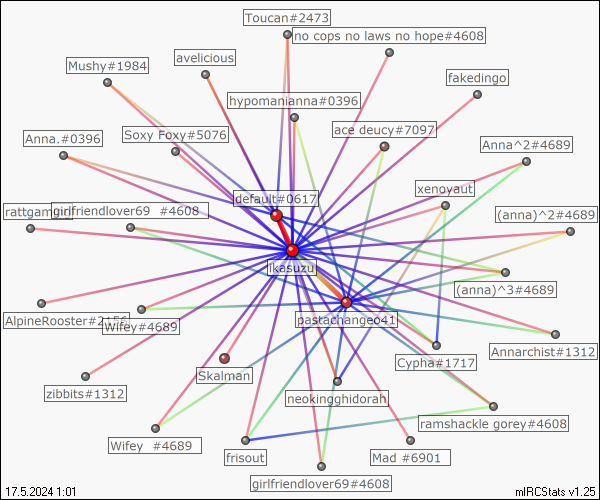 Toucan#2473
no cops no laws no hope#4608
avelicious
Mushy#1984
fakedingo
hypomanianna#0396
ace deucy#7097
Soxy Foxy#5076
Anna.#0396
Anna^2#4689
xenoyaut
default#0617
girlfriendlover69 #4608
(anna)^2#4689
ikasuzu
(anna)^3#4689
AlpineRooster#2156
Wifey#4689
pastachangeo41
Annarchist#1312
Cypha#1717
Skalman
zibbits#1312
neokingghidorah
ramshackle gorey#4608
Wifey #4689
frisout
Mad #6901
girlfriendlover69#4608
17.5.2024 1:01
mIRCStats v1.25